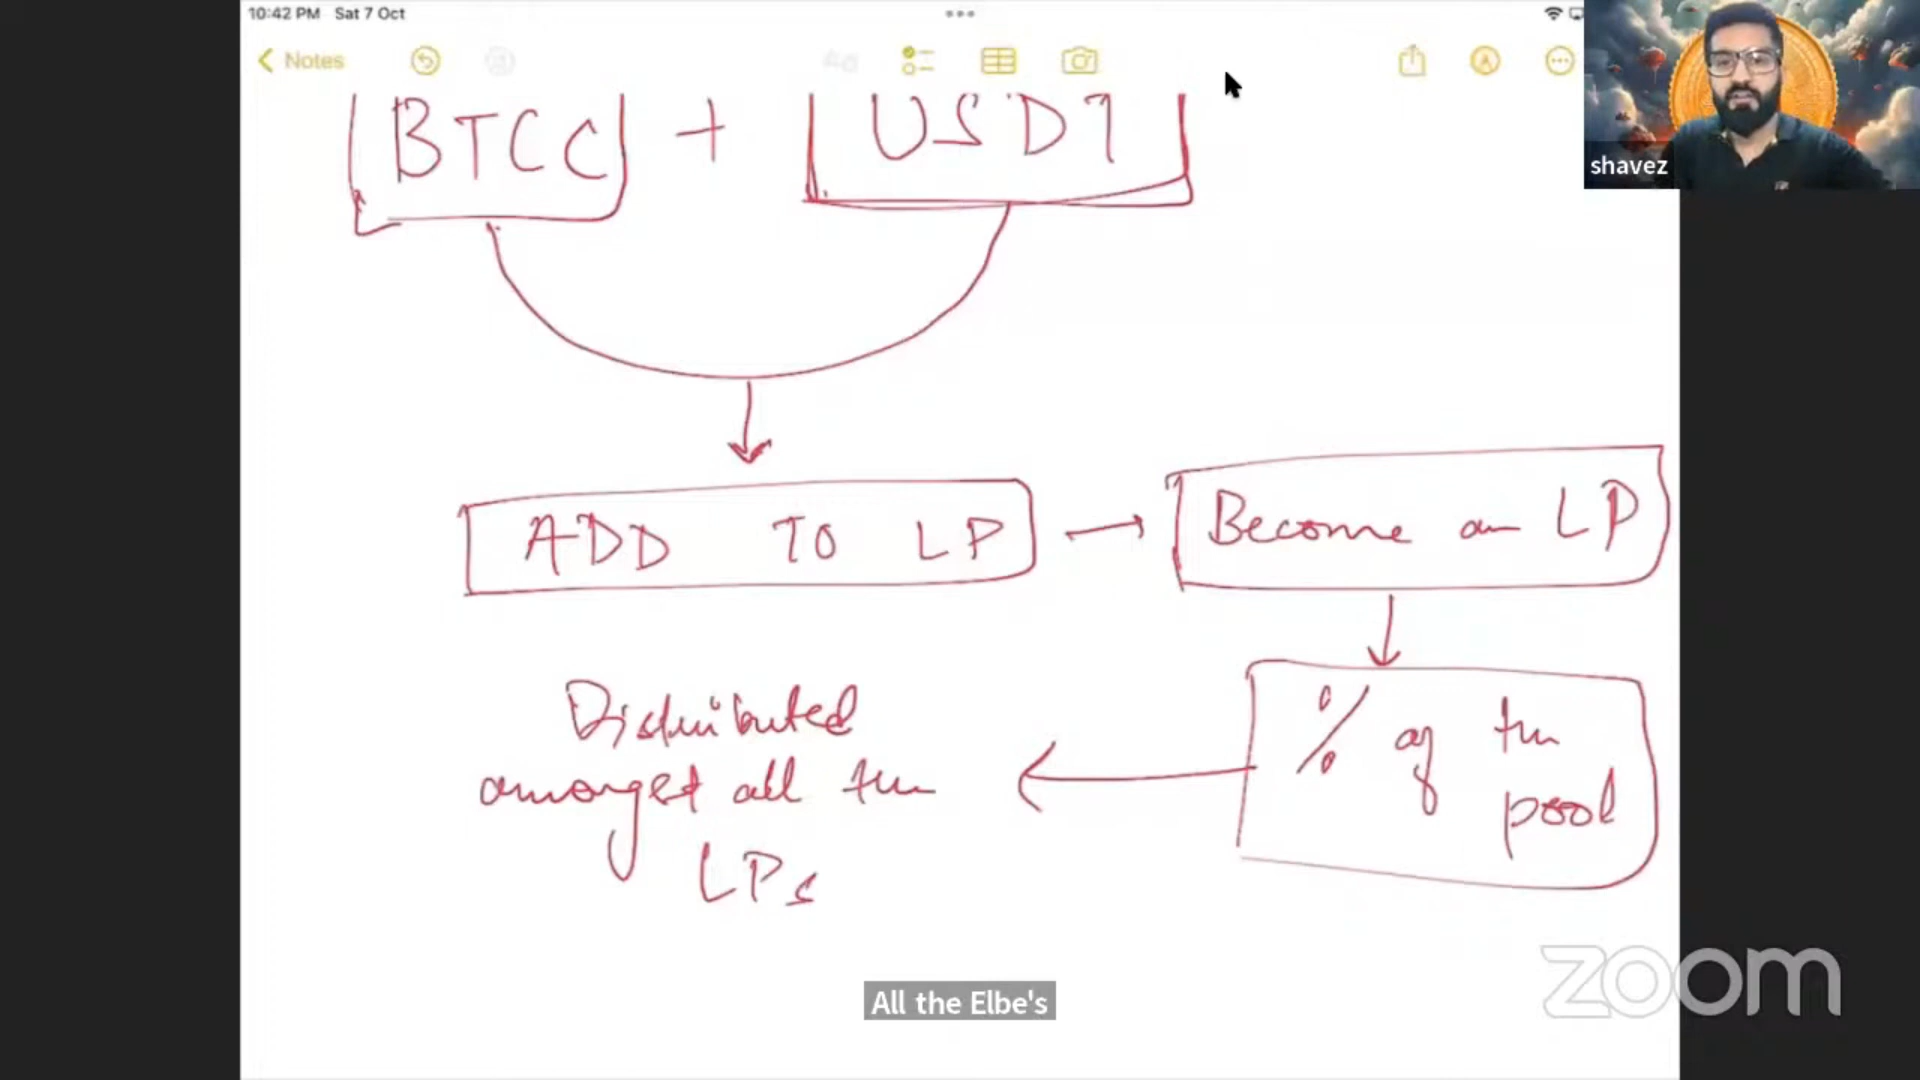 10:42 PM Sat 7 Oct
Notes
Aa
shavez
BTCC + USDT
ADD TO LP
Become an LP
% of the pool
Distributed
amongst all the
LPs
All the Elbe's
zoom